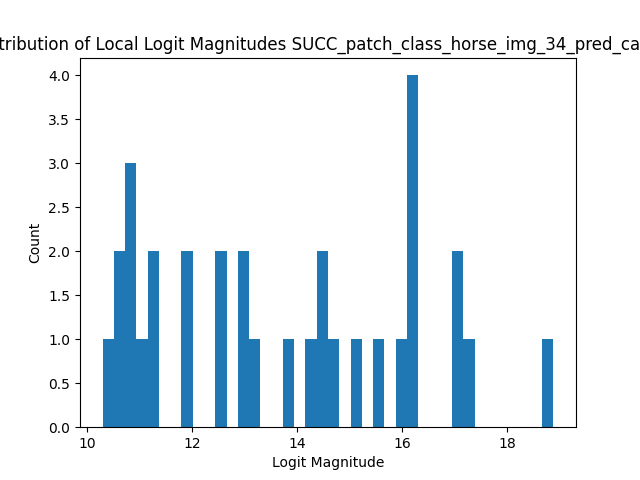 tribution of Local Logit Magnitudes SUCC_patch_class_horse_img_34_pred_ca
4.0
3.5
3.0
2.5
2.0
1.5
1.0
0.5
0.0
Count
10 12 14 16 18
Logit Magnitude